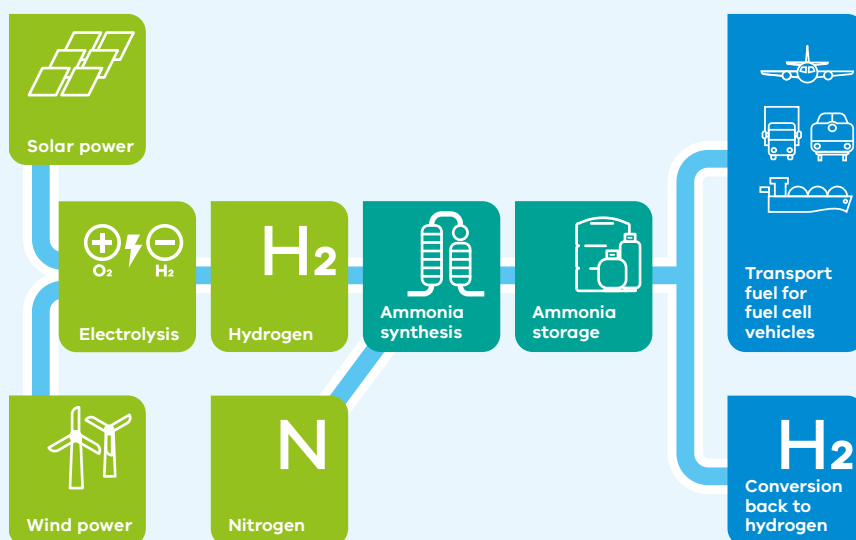 Solar power
O₂
H₂
Electrolysis
H₂
Hydrogen
Ammonia
synthesis
Ammonia
storage
Transport
fuel for
fuel cell
vehicles
Wind power
N
Nitrogen
H₂
Conversion
back to
hydrogen